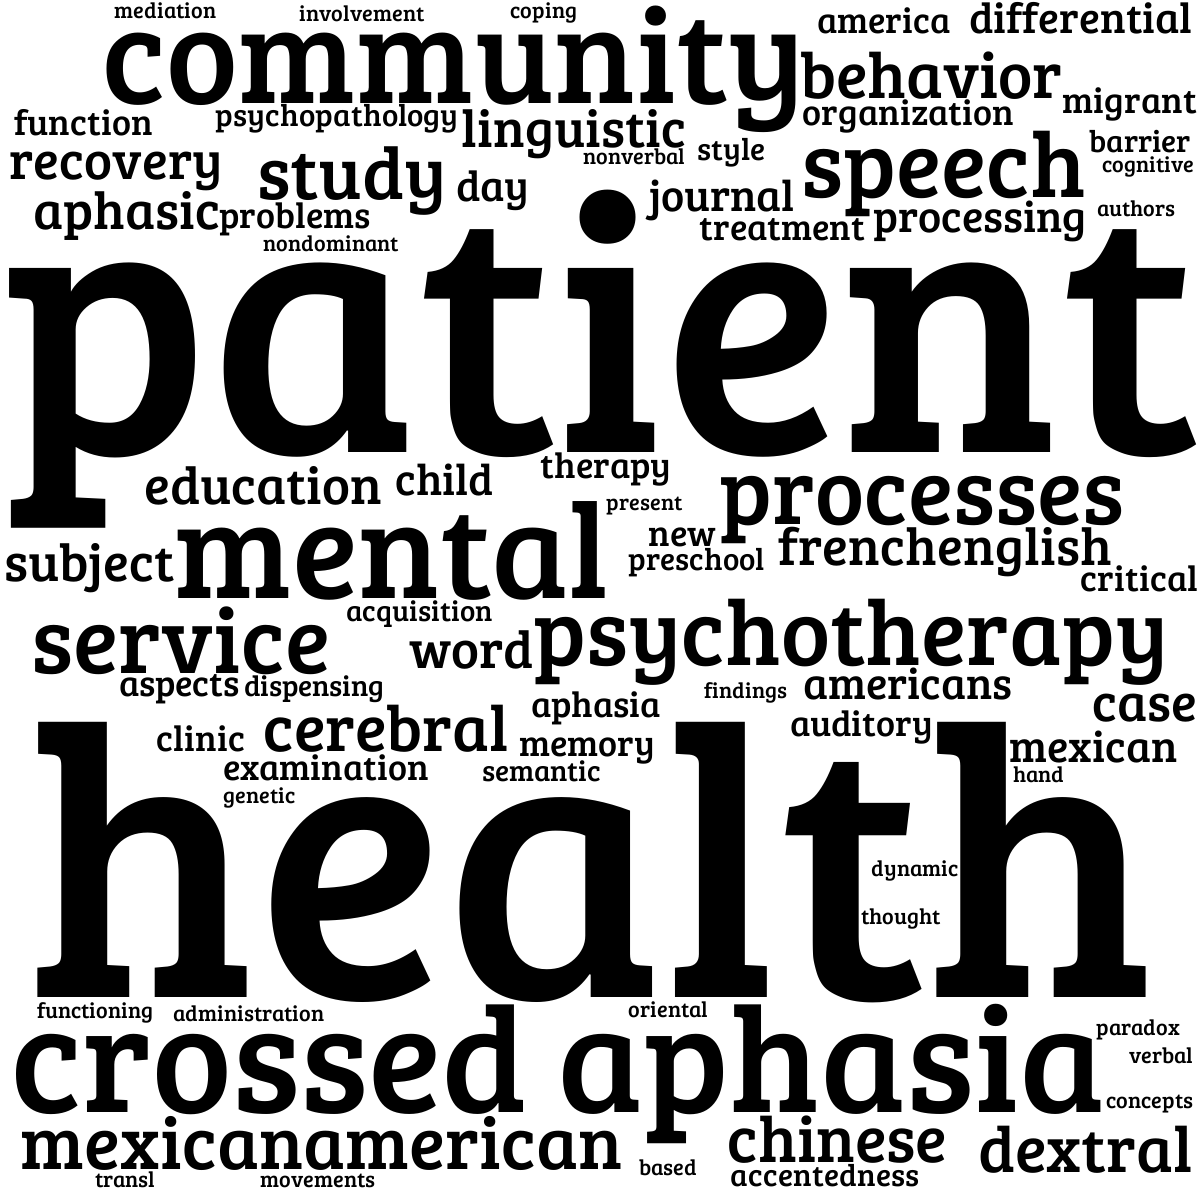 mediation involvement coping america differential
community behavior
organization migrant
function psychopathology linguistic barrier
recovery study nonverbal style speech cognitive
day journal
aphasic problems treatment processing authors
nondominant
patient
education child therapy processes
present
subject mental new frenchenglish
preschool critical
service acquisition psychotherapy
word
aspects dispensing findings americans
aphasia case
clinic cerebral memory auditory mexican
examination semantic hand
genetic
health
dynamic
thought
functioning administration oriental
crossed aphasia paradox
verbal
concepts
mexicanamerican chinese dextral
transl movements based accentedness